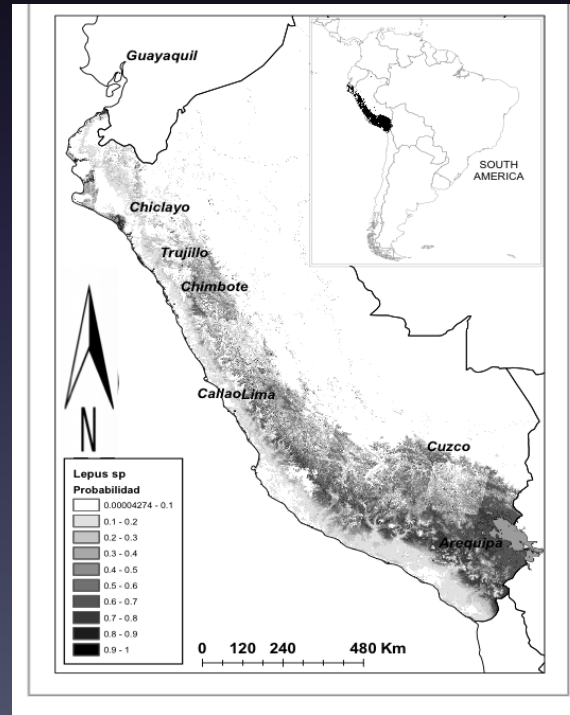 Guayaquil
SOUTH
AMERICA
Chiclayo
Trujillo
Chimbote
CallaoLima
Cuzco
Arequipa
N
Lepus sp
Probabilidad
0.00004274 - 0.1
0.1 - 0.2
0.2 - 0.3
0.3 - 0.4
0.4 - 0.5
0.5 - 0.6
0.6 - 0.7
0.7 - 0.8
0.8 - 0.9
0.9 - 1
0 120 240 480 Km